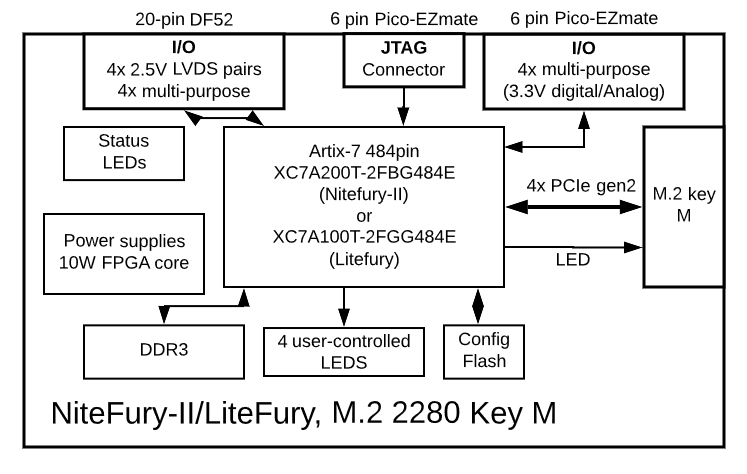 20-pin DF52
6 pin Pico-EZmate
6 pin Pico-EZmate
I/O
4x 2.5V LVDS pairs
4x multi-purpose
JTAG
Connector
I/O
4x multi-purpose
(3.3V digital/Analog)
Status
LEDs
Artix-7 484pin
XC7A200T-2FBG484E
(Nitefury-II)
or
XC7A100T-2FGG484E
(Litefury)
4x PCIe gen2
M.2 key
M
LED
Power supplies
10W FPGA core
DDR3
4 user-controlled
LEDS
Config
Flash
NiteFury-II/LiteFury, M.2 2280 Key M